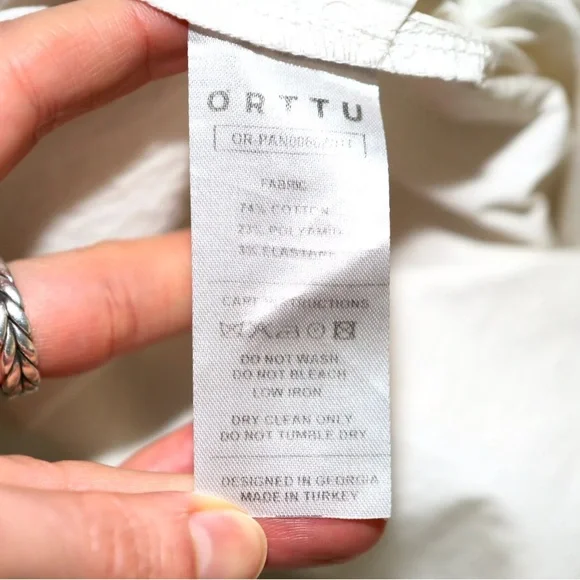 ORTTU
FABRIC
74% COTTON
23% POLYAMID
3% ELASTANE
CARE INSTRUCTIONS
DO NOT WASH
DO NOT BLEACH
LOW IRON
DRY CLEAN ONLY
DO NOT TUMBLE DRY
DESIGNED IN GEORGIA
MADE IN TURKEY